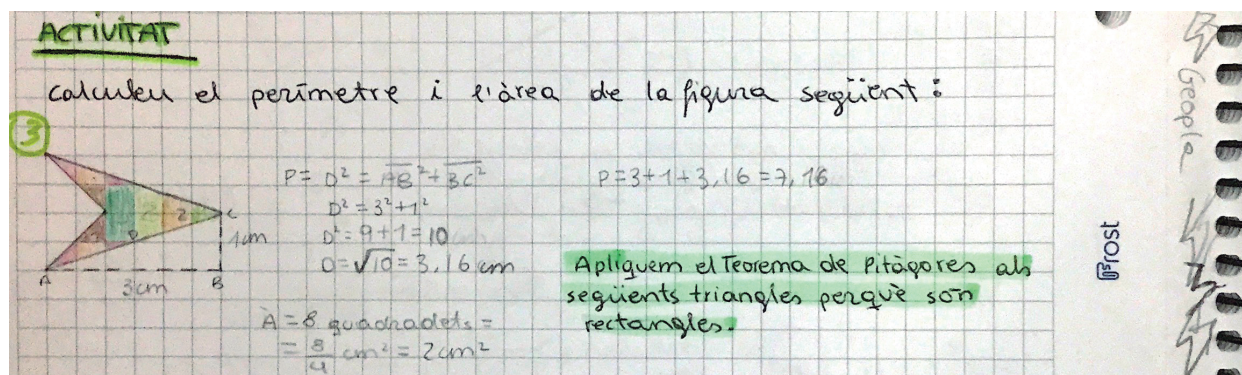 ACTIVITAT
calculeu el perímetre i l'àrea de la figura següent:
3
P= D² = AB² + BC²
D² = 3² + 1²
D² = 9 + 1 = 10
D = √10 = 3,16 cm
P = 3 + 1 + 3,16 = 7,16
2
D
C
1cm
A
3cm
B
À = 8 quadradets =
= 8/4 cm² = 2cm²
Apliquem el Teorema de Pitàgores als
següents triangles perquè són
rectangles.
Frost
Geople